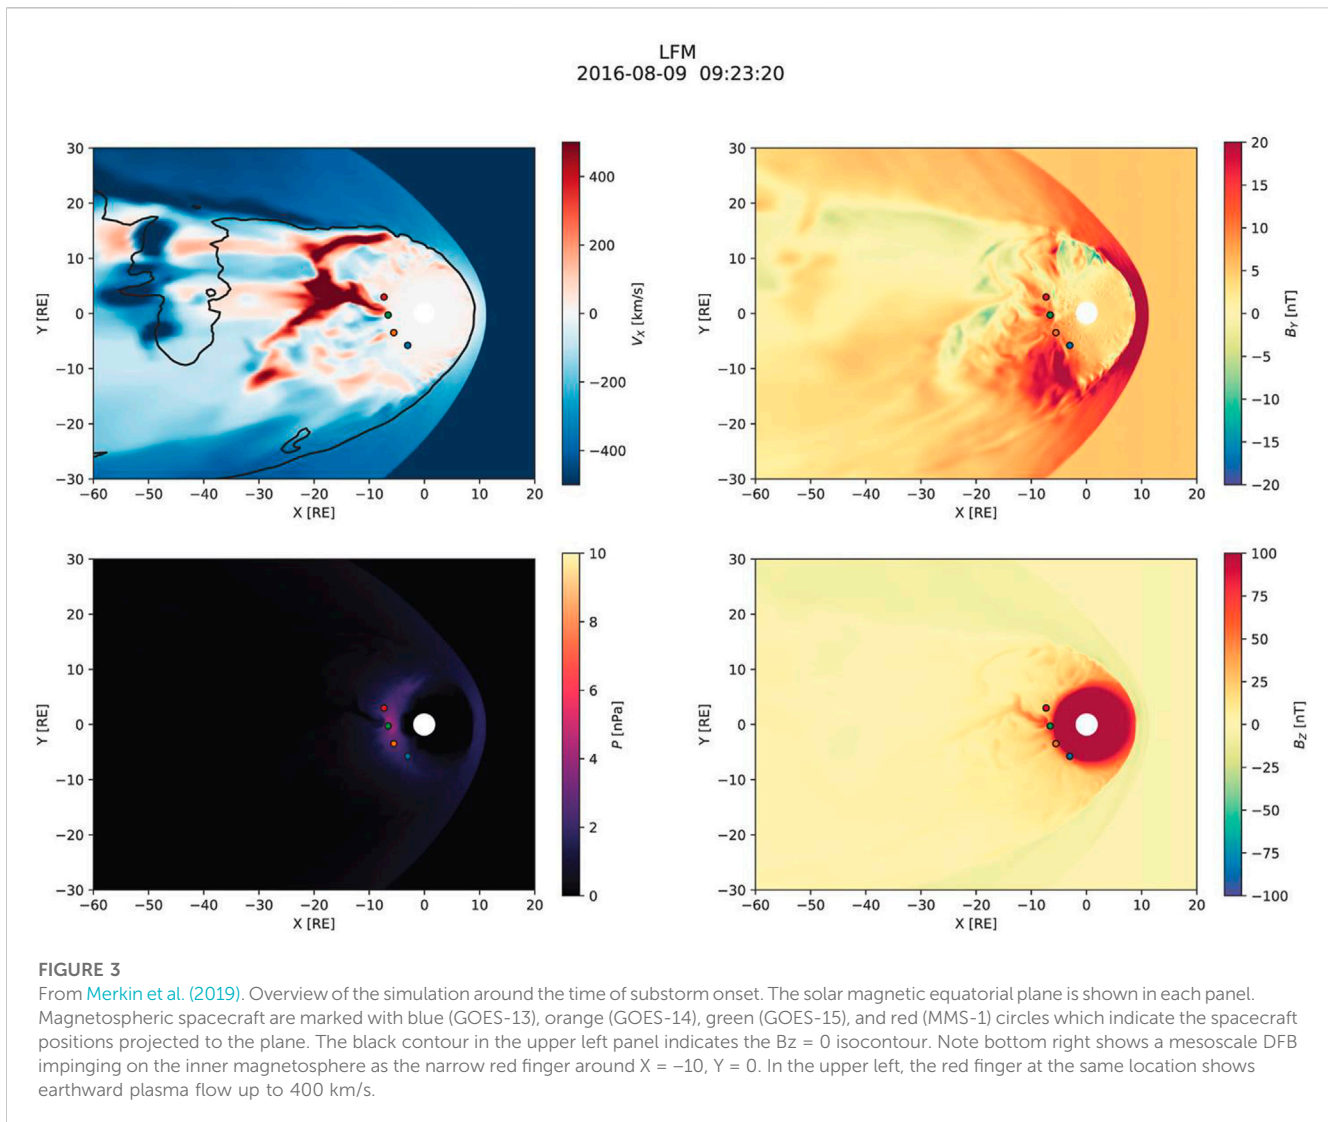 LFM
2016-08-09 09:23:20
30
20
10
0
−10
−20
−30
Y [RE]
−60 −50 −40 −30 −20 −10 0 10 20
X [RE]
400
200
0
−200
−400
VX [km/s]
30
20
10
0
−10
−20
−30
Y [RE]
−60 −50 −40 −30 −20 −10 0 10 20
X [RE]
20
15
10
5
0
−5
−10
−15
−20
BY [nT]
30
20
10
0
−10
−20
−30
Y [RE]
−60 −50 −40 −30 −20 −10 0 10 20
X [RE]
10
8
6
4
2
0
P [nPa]
30
20
10
0
−10
−20
−30
Y [RE]
−60 −50 −40 −30 −20 −10 0 10 20
X [RE]
100
75
50
25
0
−25
−50
−75
−100
BZ [nT]
FIGURE 3
From Merkin et al. (2019). Overview of the simulation around the time of substorm onset. The solar magnetic equatorial plane is shown in each panel.
Magnetospheric spacecraft are marked with blue (GOES-13), orange (GOES-14), green (GOES-15), and red (MMS-1) circles which indicate the spacecraft
positions projected to the plane. The black contour in the upper left panel indicates the Bz = 0 isocontour. Note bottom right shows a mesoscale DFB
impinging on the inner magnetosphere as the narrow red finger around X = −10, Y = 0. In the upper left, the red finger at the same location shows
earthward plasma flow up to 400 km/s.